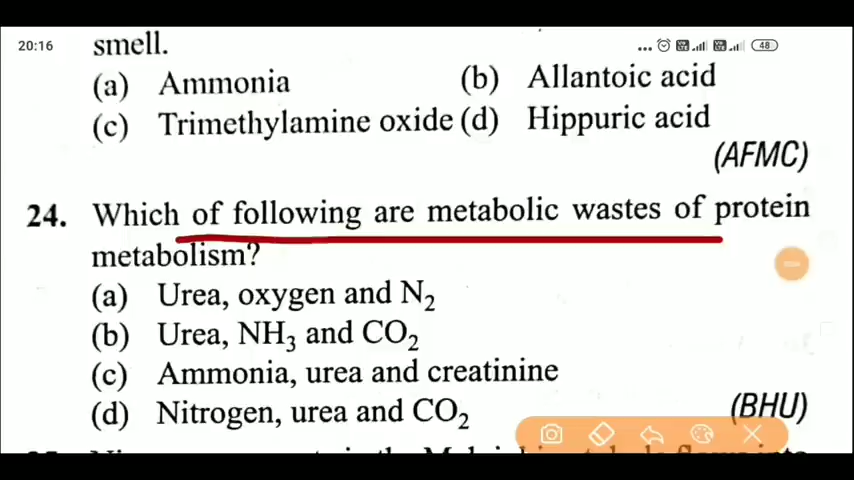 20:16
48
smell.
(a) Ammonia (b) Allantoic acid
(c) Trimethylamine oxide (d) Hippuric acid
(AFMC)
24. Which of following are metabolic wastes of protein
metabolism?
(a) Urea, oxygen and N₂
(b) Urea, NH₃ and CO₂
(c) Ammonia, urea and creatinine
(d) Nitrogen, urea and CO₂ (BHU)